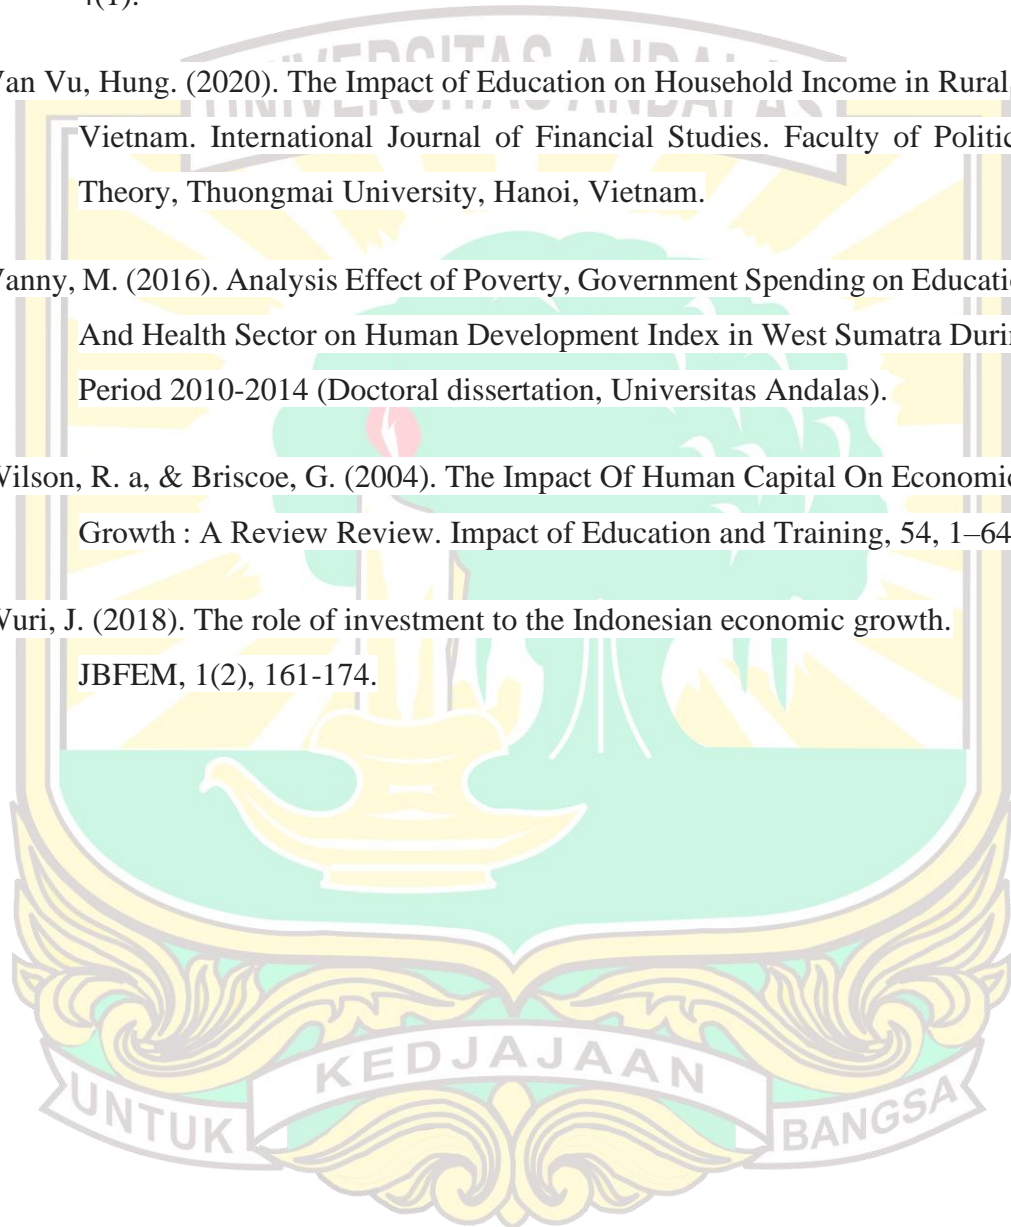 4(1).
UNIVERSITAS ANDALAS
Van Vu, Hung. (2020). The Impact of Education on Household Income in Rural
Vietnam. International Journal of Financial Studies. Faculty of Politic
Theory, Thuongmai University, Hanoi, Vietnam.
Vanny, M. (2016). Analysis Effect of Poverty, Government Spending on Educatio
And Health Sector on Human Development Index in West Sumatra Durin
Period 2010-2014 (Doctoral dissertation, Universitas Andalas).
Wilson, R. a, & Briscoe, G. (2004). The Impact Of Human Capital On Economic
Growth : A Review Review. Impact of Education and Training, 54, 1–64
Wuri, J. (2018). The role of investment to the Indonesian economic growth.
JBFEM, 1(2), 161-174.
UNTUK KEDJAJAAN BANGSA